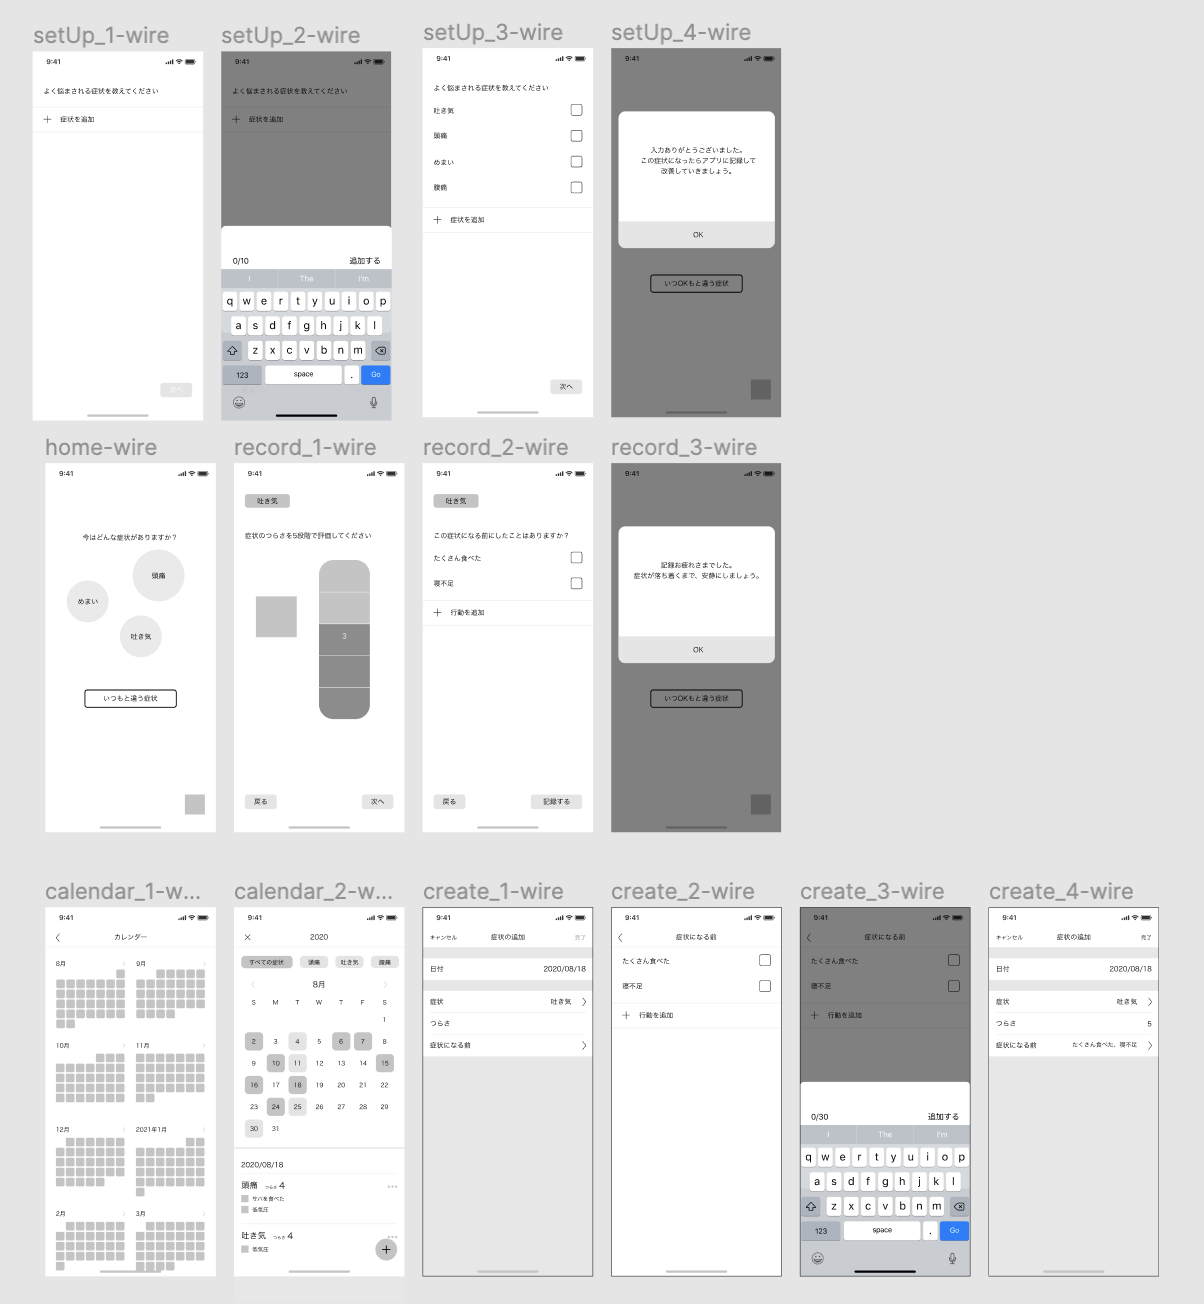 setUp_1-wire
9:41
よく悩まされる症状を教えてください
＋ 症状を追加
次へ
setUp_2-wire
9:41
よく悩まされる症状を教えてください
＋ 症状を追加
0/10 追加する
I The I'm
q w e r t y u i o p
a s d f g h j k l
z x c v b n m
123 space . Go
setUp_3-wire
9:41
よく悩まされる症状を教えてください
吐き気
頭痛
めまい
腹痛
＋ 症状を追加
次へ
setUp_4-wire
9:41
入力ありがとうございました。
この症状になったらアプリに記録して
改善していきましょう。
OK
いつOKもと違う症状
home-wire
9:41
今はどんな症状がありますか？
頭痛
めまい
吐き気
いつもと違う症状
record_1-wire
9:41
吐き気
症状のつらさを5段階で評価してください
3
戻る 次へ
record_2-wire
9:41
吐き気
この症状になる前にしたことはありますか？
たくさん食べた
寝不足
＋ 行動を追加
戻る 記録する
record_3-wire
9:41
記録お疲れさまでした。
症状が落ち着くまで、安静にしましょう。
OK
いつOKもと違う症状
calendar_1-w...
9:41
カレンダー
8月 9月
10月 11月
12月 2021年1月
2月 3月
calendar_2-w...
9:41
× 2020
すべての症状 頭痛 吐き気 腹痛
8月
S M T W T F S
1
2 3 4 5 6 7 8
9 10 11 12 13 14 15
16 17 18 19 20 21 22
23 24 25 26 27 28 29
30 31
2020/08/18
頭痛 つらさ 4
サバを食べた
低気圧
吐き気 つらさ 4
低気圧
＋
create_1-wire
9:41
キャンセル 症状の追加 完了
日付 2020/08/18
症状 吐き気
つらさ
症状になる前
create_2-wire
9:41
症状になる前
たくさん食べた
寝不足
＋ 行動を追加
create_3-wire
9:41
症状になる前
たくさん食べた
寝不足
＋ 行動を追加
0/30 追加する
I The I'm
q w e r t y u i o p
a s d f g h j k l
z x c v b n m
123 space . Go
create_4-wire
9:41
キャンセル 症状の追加 完了
日付 2020/08/18
症状 吐き気
つらさ 5
症状になる前 たくさん食べた、寝不足